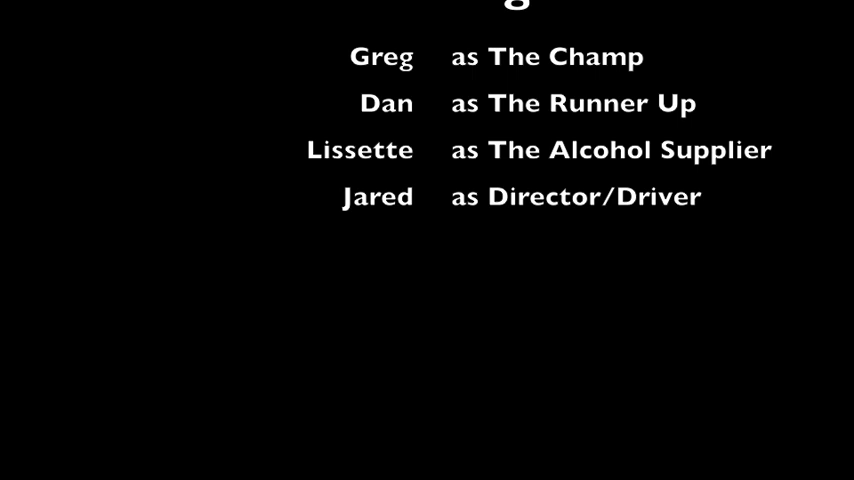 Greg as The Champ
Dan as The Runner Up
Lissette as The Alcohol Supplier
Jared as Director/Driver